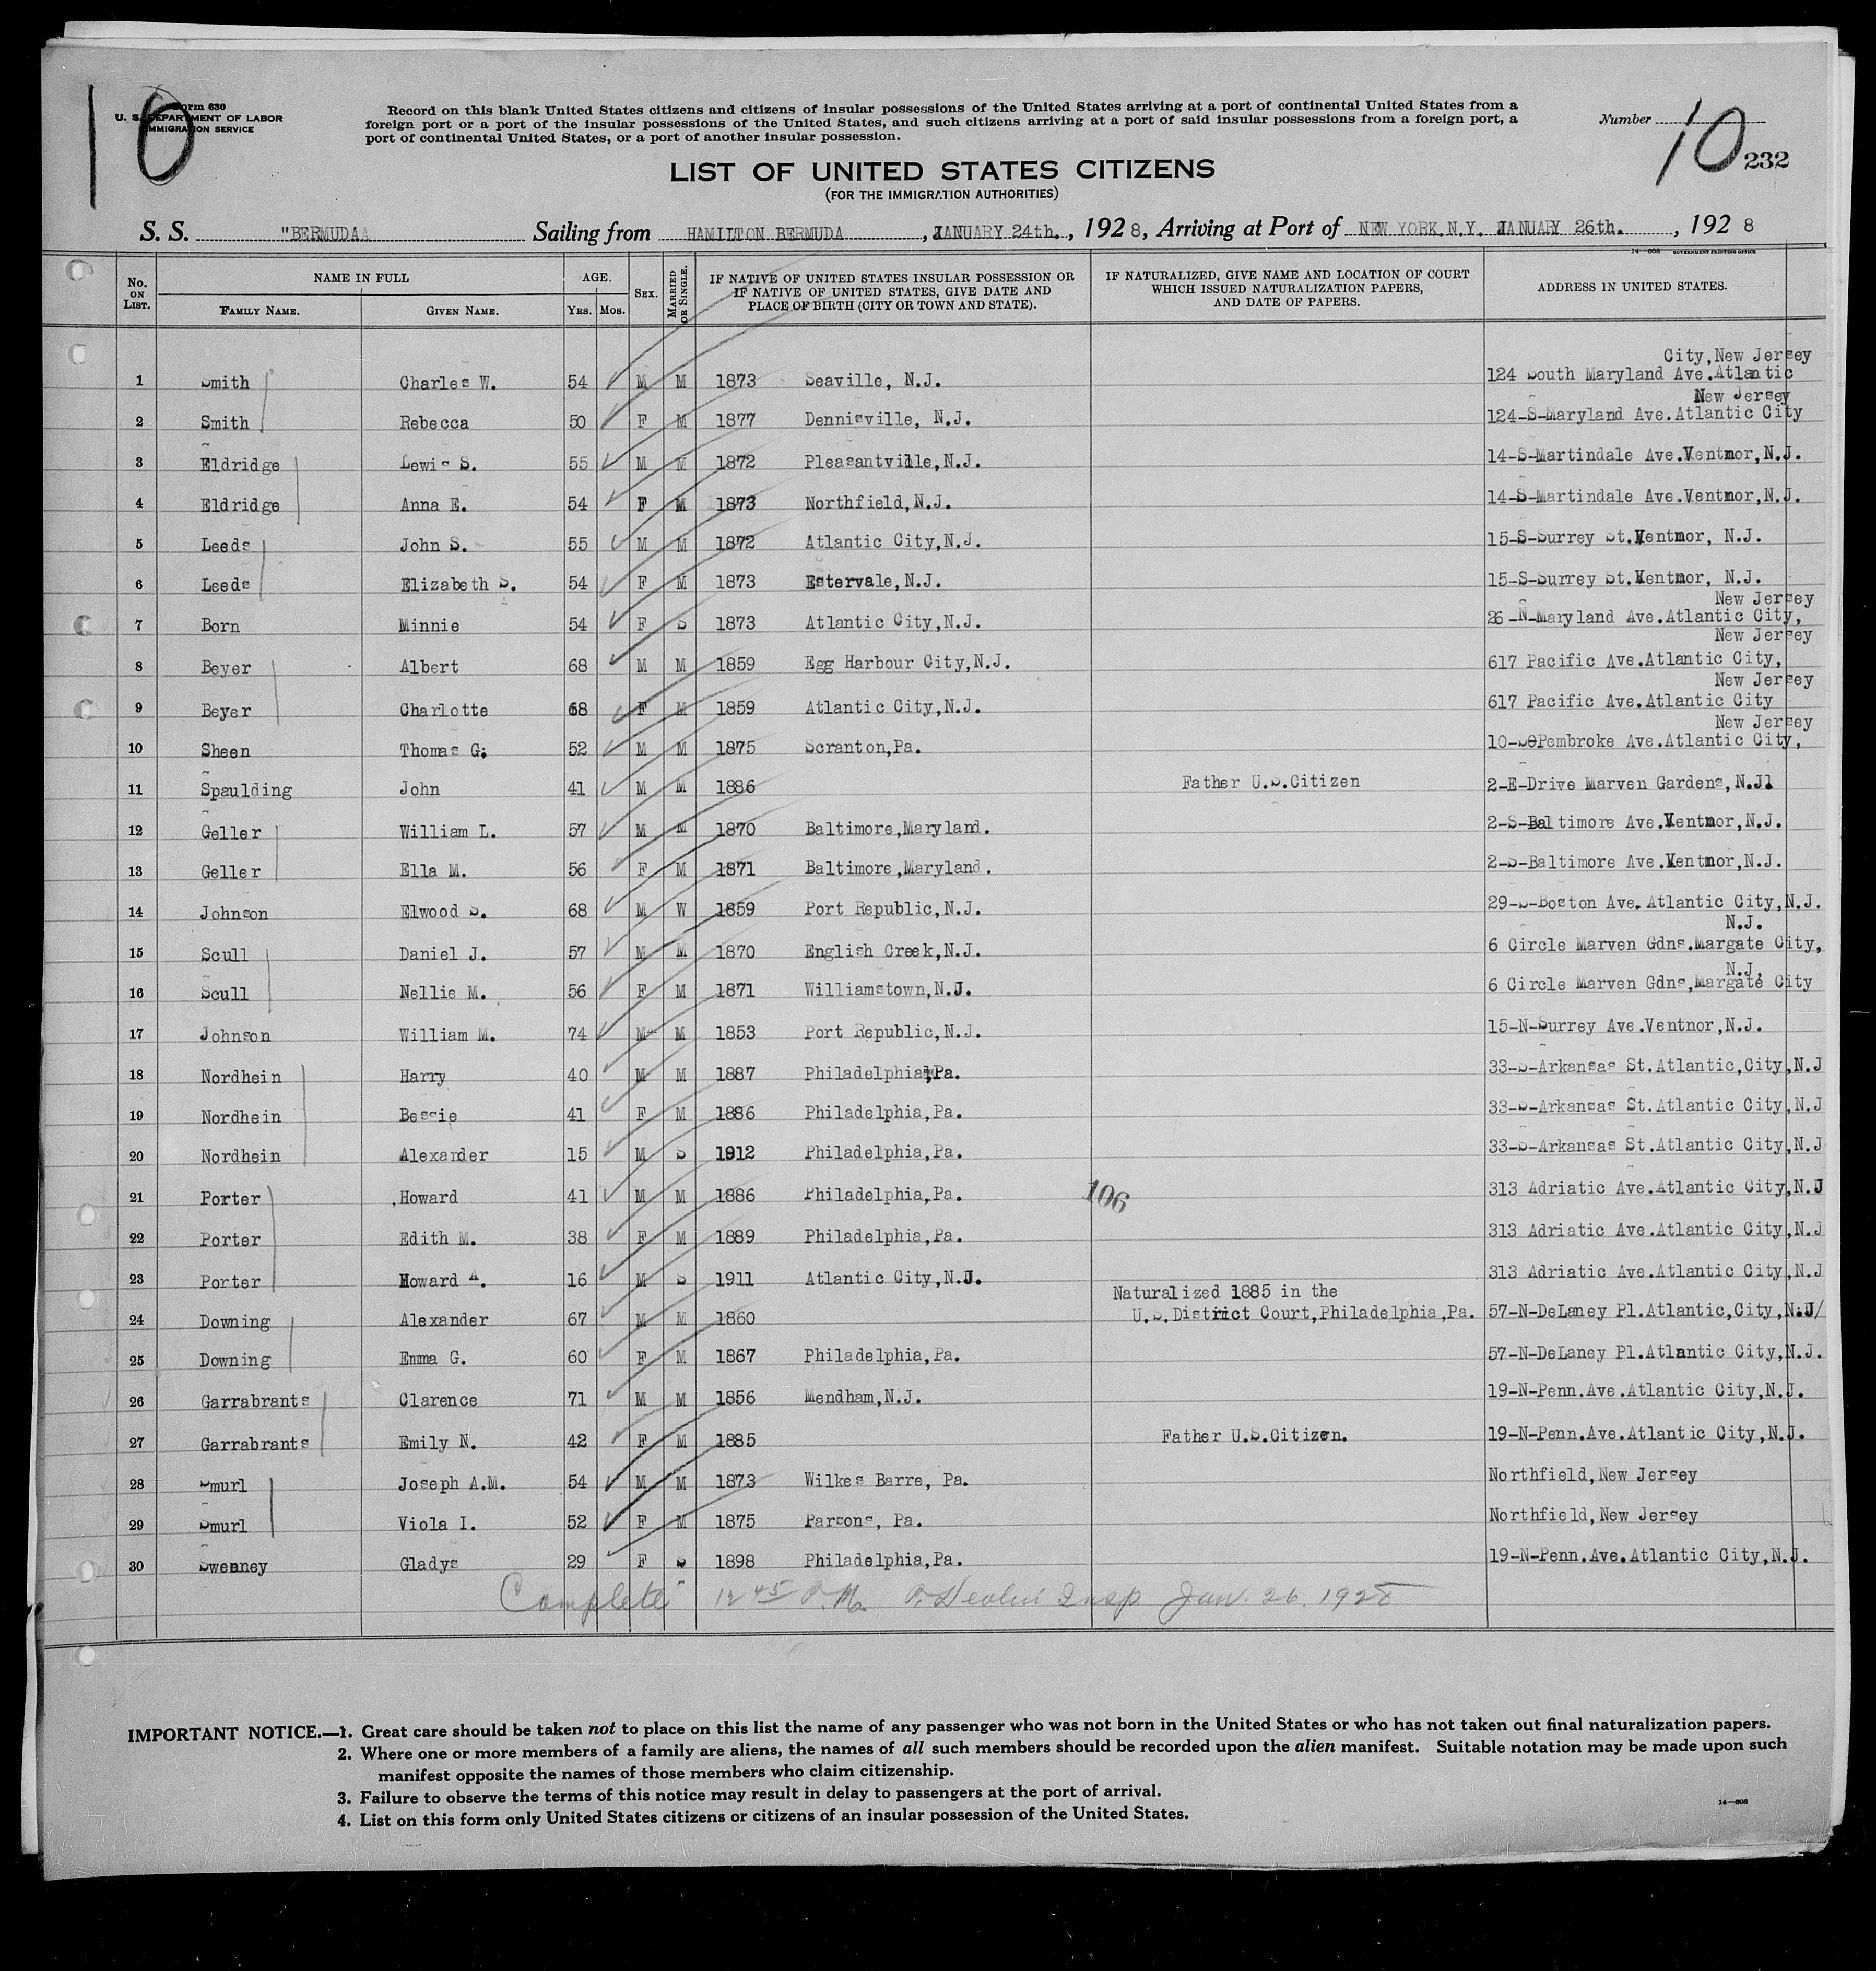 10
Form 630
U. S. DEPARTMENT OF LABOR
IMMIGRATION SERVICE
Record on this blank United States citizens and citizens of insular possessions of the United States arriving at a port of continental United States from a
foreign port or a port of the insular possessions of the United States, and such citizens arriving at a port of said insular possessions from a foreign port, a
port of continental United States, or a port of another insular possession.
Number 10
232
LIST OF UNITED STATES CITIZENS
(FOR THE IMMIGRATION AUTHORITIES)
S. S. "BERMUDA Sailing from HAMILTON BERMUDA, JANUARY 24th., 1928, Arriving at Port of NEW YORK.N.Y. JANUARY 26th., 1928
14—608 GOVERNMENT PRINTING OFFICE
No. ON LIST. NAME IN FULL FAMILY NAME. GIVEN NAME. AGE. YRS. MOS. SEX. MARRIED OR SINGLE. IF NATIVE OF UNITED STATES INSULAR POSSESSION OR IF NATIVE OF UNITED STATES, GIVE DATE AND PLACE OF BIRTH (CITY OR TOWN AND STATE). IF NATURALIZED, GIVE NAME AND LOCATION OF COURT WHICH ISSUED NATURALIZATION PAPERS, AND DATE OF PAPERS. ADDRESS IN UNITED STATES.
City, New Jersey
1 Smith Charles W. 54 M M 1873 Seaville, N.J. 124 South Maryland Ave.Atlantic
New Jersey
2 Smith Rebecca 50 F M 1877 Dennisville, N.J. 124-S-Maryland Ave.Atlantic City
3 Eldridge Lewis S. 55 M M 1872 Pleasantville,N.J. 14-S-Martindale Ave.Ventnor,N.J.
4 Eldridge Anna E. 54 F M 1873 Northfield,N.J. 14-S-Martindale Ave.Ventnor,N.J.
5 Leeds John S. 55 M M 1872 Atlantic City,N.J. 15-S-Surrey St.Ventnor, N.J.
6 Leeds Elizabeth S. 54 F M 1873 Estervale,N.J. 15-S-Surrey St.Ventnor, N.J.
New Jersey
7 Born Minnie 54 F S 1873 Atlantic City,N.J. 26-N-Maryland Ave.Atlantic City,
New Jersey
8 Beyer Albert 68 M M 1859 Egg Harbour City,N.J. 617 Pacific Ave.Atlantic City,
New Jersey
9 Beyer Charlotte 68 F M 1859 Atlantic City,N.J. 617 Pacific Ave.Atlantic City
New Jersey
10 Sheen Thomas G. 52 M M 1875 Scranton,Pa. Pembroke Ave.Atlantic City,
11 Spaulding John 41 M M 1886 Father U.S.Citizen 2-E-Drive Marven Gardens,N.J.
12 Geller William L. 57 M M 1870 Baltimore,Maryland. 2-S-Baltimore Ave.Ventnor,N.J.
13 Geller Ella M. 56 F M 1871 Baltimore,Maryland. 2-S-Baltimore Ave.Ventnor,N.J.
14 Johnson Elwood S. 68 M W 1859 Port Republic,N.J. 29-S-Boston Ave.Atlantic City,N.J.
N.J.
15 Scull Daniel J. 57 M M 1870 English Creek,N.J. 6 Circle Marven Gdns.Margate City,
N.J.
16 Scull Nellie M. 56 F M 1871 Williamstown,N.J. 6 Circle Marven Gdns,Margate City
17 Johnson William M. 74 M M 1853 Port Republic,N.J. 15-N-Surrey Ave.Ventnor,N.J.
18 Nordhein Harry 40 M M 1887 Philadelphia,Pa. 33-S-Arkansas St.Atlantic,City,N.J
19 Nordhein Bessie 41 F M 1886 Philadelphia,Pa. 33-S-Arkansas St.Atlantic City,N.J
20 Nordhein Alexander 15 M S 1912 Philadelphia,Pa. 33-S-Arkansas St.Atlantic City,N.J
21 Porter Howard 41 M M 1886 Philadelphia,Pa. 106 313 Adriatic Ave.Atlantic City,N.J
22 Porter Edith M. 38 F M 1889 Philadelphia,Pa. 313 Adriatic Ave.Atlantic City,N.J
23 Porter Howard A. 16 M S 1911 Atlantic City,N.J. 313 Adriatic Ave.Atlantic City,N.J
Naturalized 1885 in the
24 Downing Alexander 67 M M 1860 U.S.District Court,Philadelphia,Pa. 57-N-DeLaney Pl.Atlantic,City,N.J/
25 Downing Emma G. 60 F M 1867 Philadelphia,Pa. 57-N-DeLaney Pl.Atlantic City,N.J.
26 Garrabrants Clarence 71 M M 1856 Mendham,N.J. 19-N-Penn.Ave.Atlantic City,N.J.
27 Garrabrants Emily N. 42 F M 1885 Father U.S.Citizen. 19-N-Penn.Ave.Atlantic City,N.J.
28 Smurl Joseph A.M. 54 M M 1873 Wilkes Barre, Pa. Northfield,New Jersey
29 Smurl Viola I. 52 F M 1875 Parsons, Pa. Northfield,New Jersey
30 Sweeney Gladys 29 F S 1898 Philadelphia,Pa. 19-N-Penn.Ave.Atlantic City,N.J.
Complete 12 45 P.M. Insp. Jan. 26. 1928
IMPORTANT NOTICE.—1. Great care should be taken not to place on this list the name of any passenger who was not born in the United States or who has not taken out final naturalization papers.
2. Where one or more members of a family are aliens, the names of all such members should be recorded upon the alien manifest. Suitable notation may be made upon such
manifest opposite the names of those members who claim citizenship.
3. Failure to observe the terms of this notice may result in delay to passengers at the port of arrival.
4. List on this form only United States citizens or citizens of an insular possession of the United States.
14—608